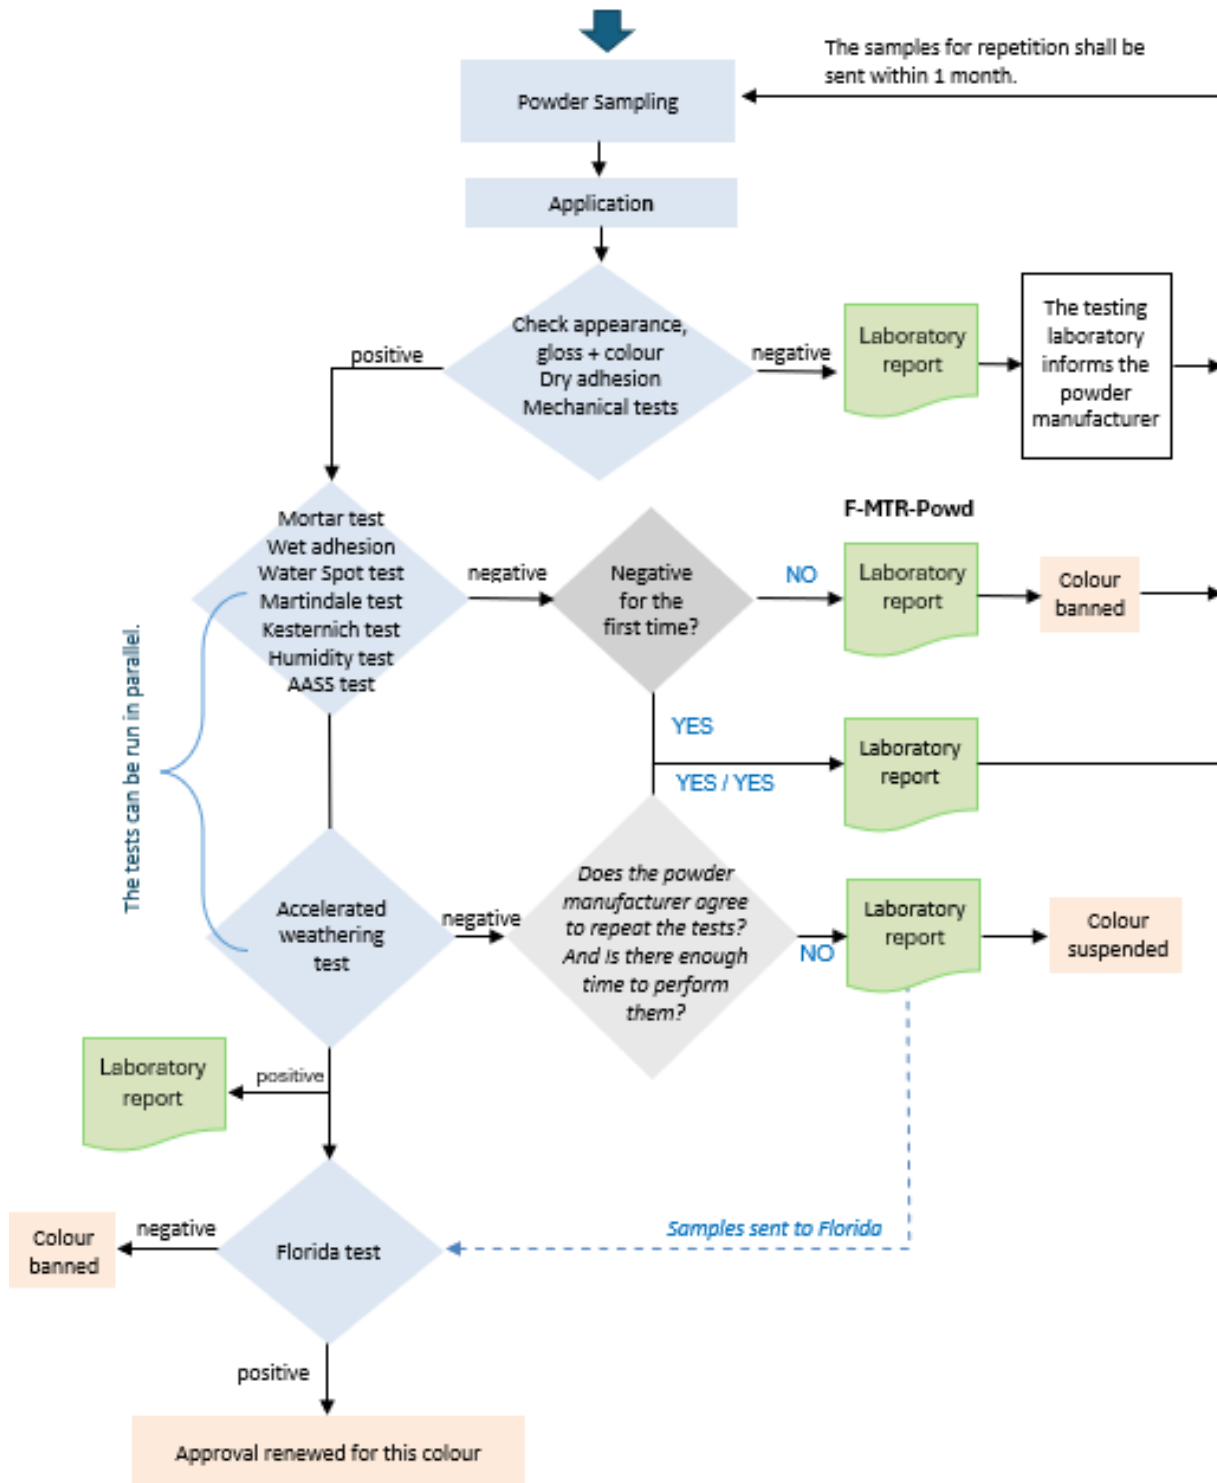 The samples for repetition shall be
sent within 1 month.
Powder Sampling
Application
Check appearance,
gloss + colour
Dry adhesion
Mechanical tests
positive
negative
Laboratory
report
The testing
laboratory
informs the
powder
manufacturer
Mortar test
Wet adhesion
Water Spot test
Martindale test
Kesternich test
Humidity test
AASS test
negative
Negative
for the
first time?
NO
F-MTR-Powd
Laboratory
report
Colour
banned
The tests can be run in parallel.
YES
YES / YES
Laboratory
report
Accelerated
weathering
test
negative
Does the powder
manufacturer agree
to repeat the tests?
And Is there enough
time to perform
them?
NO
Laboratory
report
Colour
suspended
Laboratory
report
positive
Samples sent to Florida
Florida test
negative
Colour
banned
positive
Approval renewed for this colour